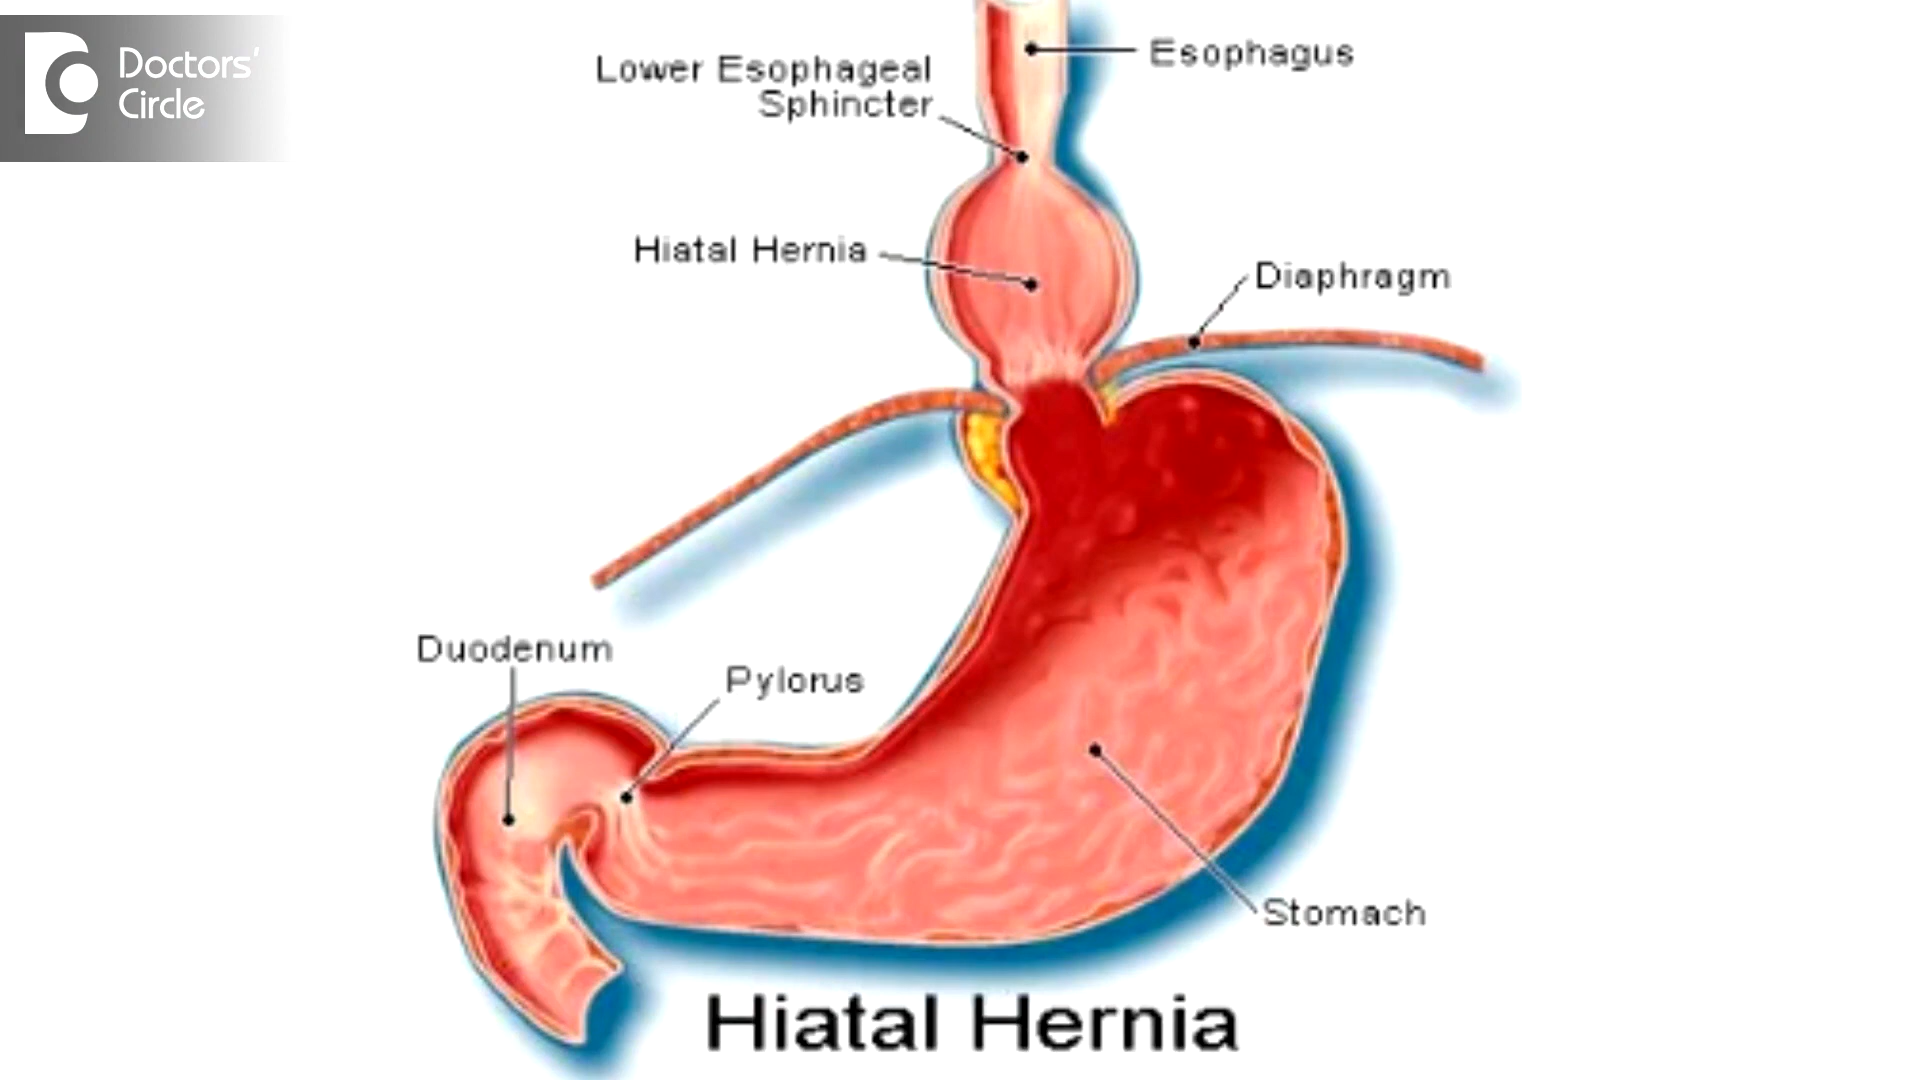 Doctors'
Circle
Esophagus
Lower Esophageal
Sphincter
Hiatal Hernia
Diaphragm
Duodenum
Pylorus
Stomach
Hiatal Hernia